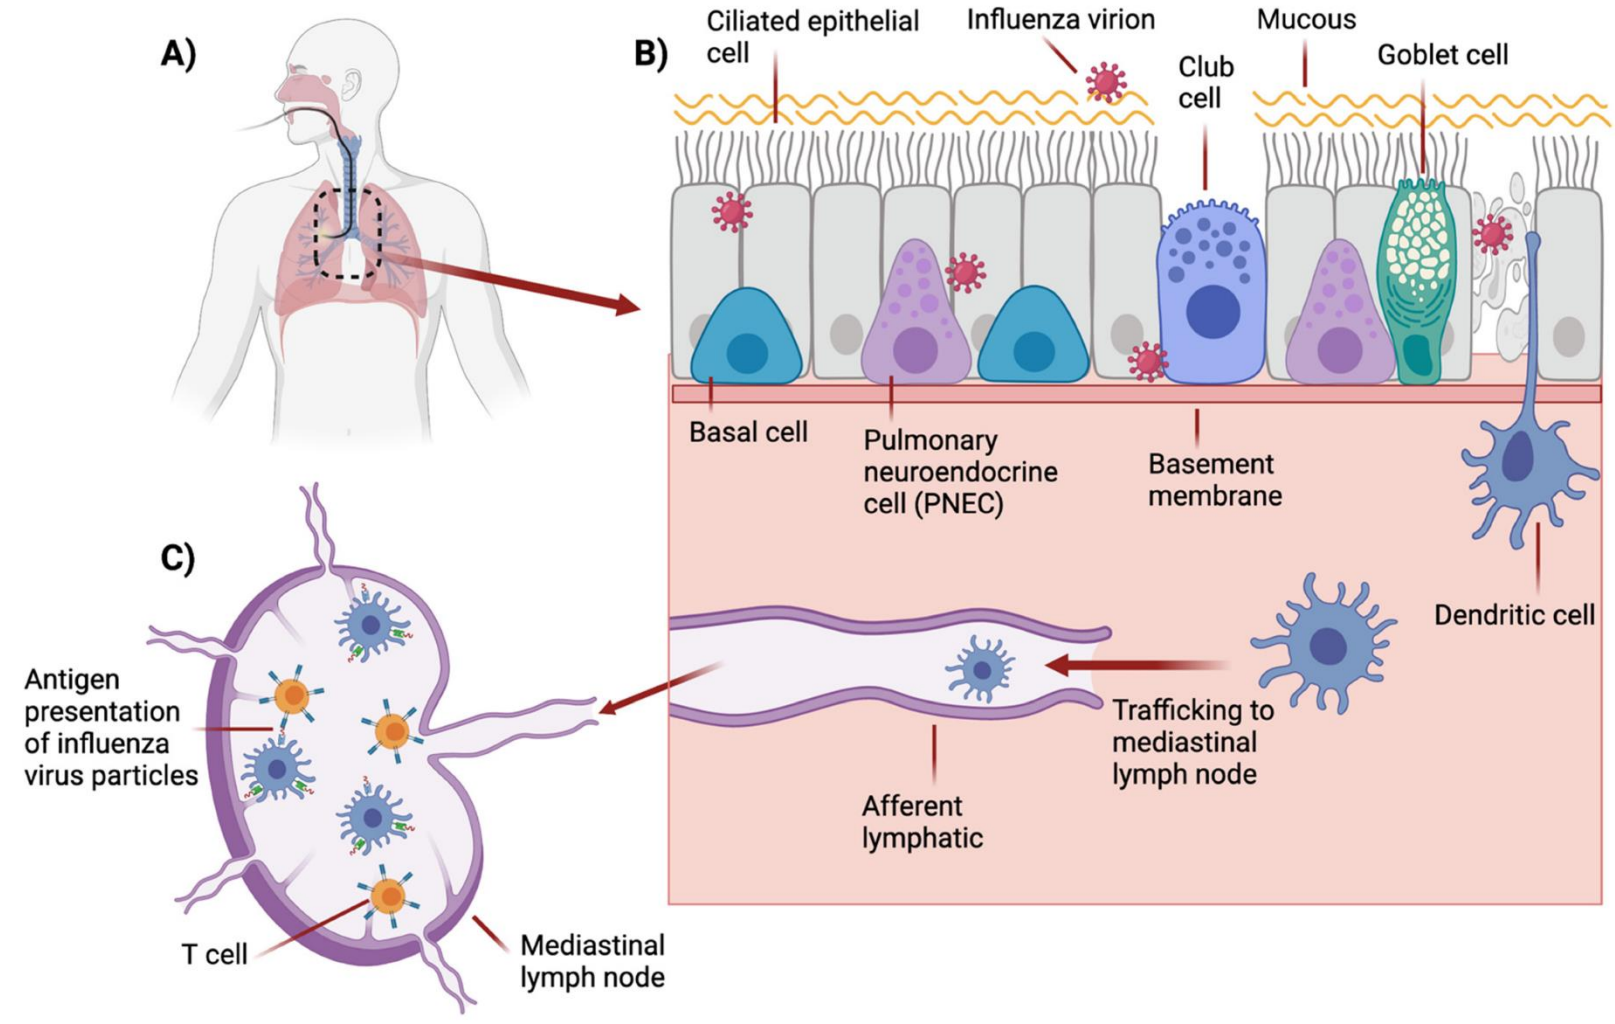 A)
B)
Ciliated epithelial
cell
Influenza virion
Club
cell
Mucous
Goblet cell
Basal cell
Pulmonary
neuroendocrine
cell (PNEC)
Basement
membrane
Dendritic cell
Trafficking to
mediastinal
lymph node
Afferent
lymphatic
C)
Antigen
presentation
of influenza
virus particles
T cell
Mediastinal
lymph node